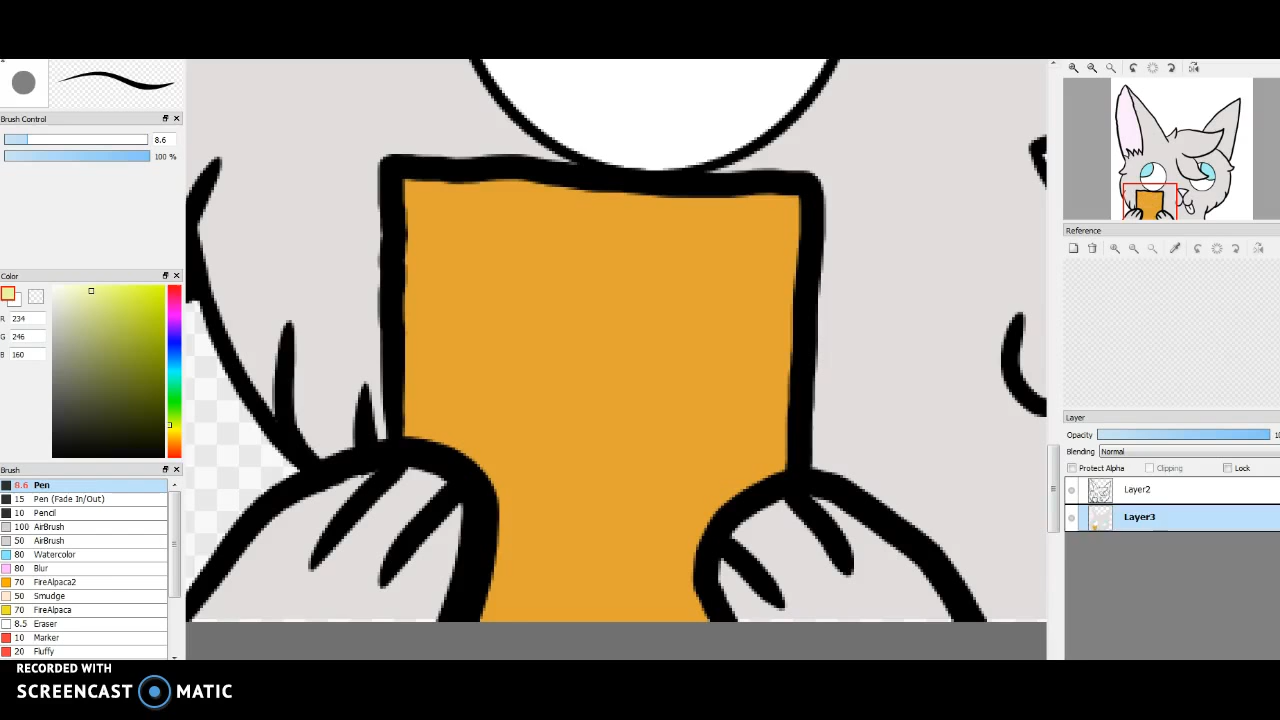 Brush Control
8.6
100 %
Color
R 234
G 246
B 160
Brush
8.6 Pen
15 Pen (Fade In/Out)
10 Pencil
100 AirBrush
50 AirBrush
80 Watercolor
80 Blur
70 FireAlpaca2
50 Smudge
70 FireAlpaca
8.5 Eraser
10 Marker
20 Fluffy
Reference
Layer
Opacity
Blending Normal
Protect Alpha Clipping Lock
Layer2
Layer3
RECORDED WITH
SCREENCAST MATIC